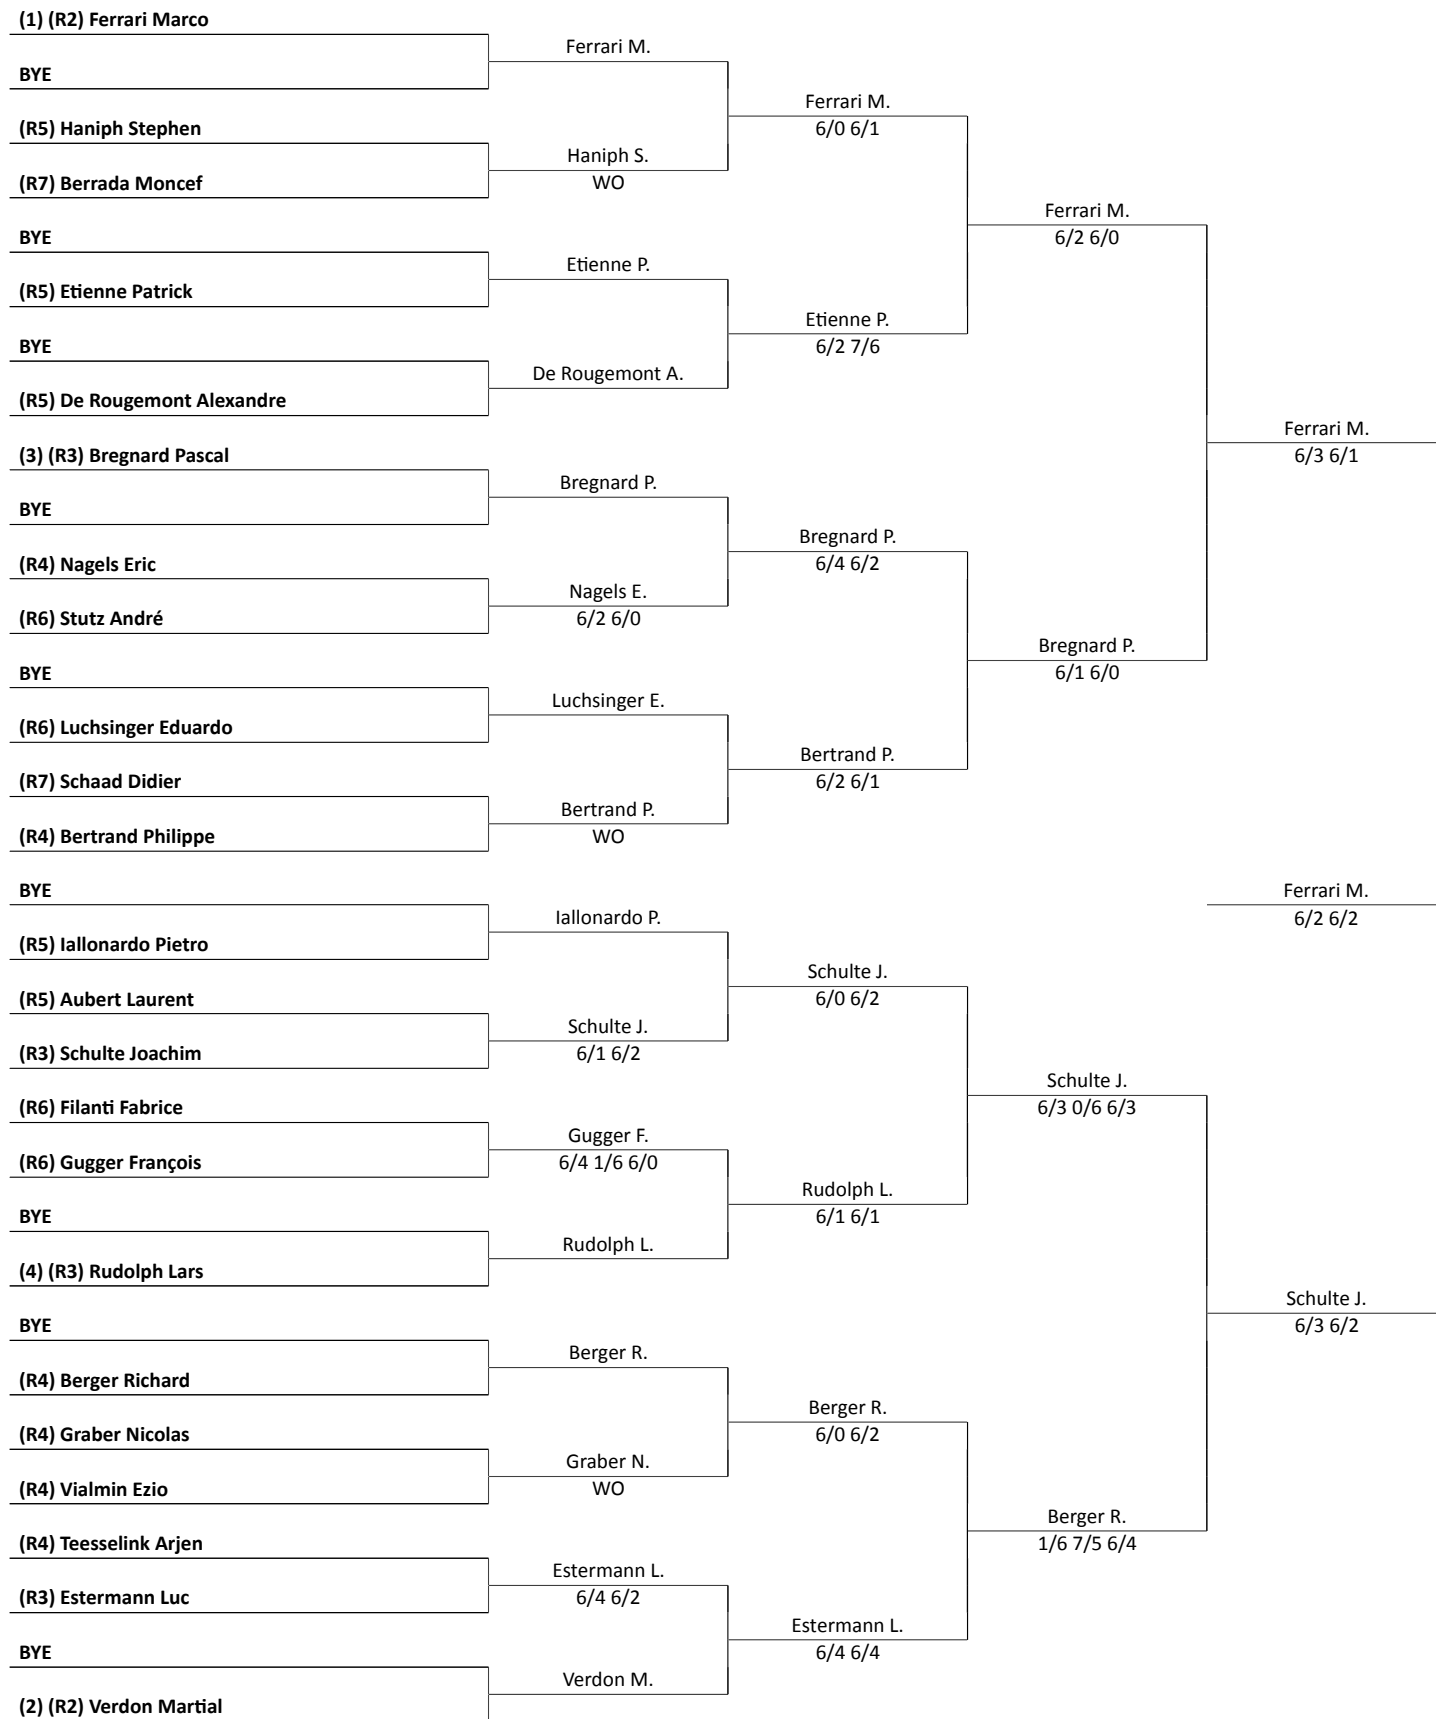 (1) (R2) Ferrari Marco
Ferrari M.
BYE
Ferrari M.
6/0 6/1
(R5) Haniph Stephen
Haniph S.
WO
(R7) Berrada Moncef
Ferrari M.
6/2 6/0
BYE
Etienne P.
(R5) Etienne Patrick
Etienne P.
6/2 7/6
BYE
De Rougemont A.
(R5) De Rougemont Alexandre
Ferrari M.
6/3 6/1
(3) (R3) Bregnard Pascal
Bregnard P.
BYE
Bregnard P.
6/4 6/2
(R4) Nagels Eric
Nagels E.
6/2 6/0
(R6) Stutz André
Bregnard P.
6/1 6/0
BYE
Luchsinger E.
(R6) Luchsinger Eduardo
Bertrand P.
6/2 6/1
(R7) Schaad Didier
Bertrand P.
WO
(R4) Bertrand Philippe
Ferrari M.
6/2 6/2
BYE
Iallonardo P.
(R5) Iallonardo Pietro
Schulte J.
6/0 6/2
(R5) Aubert Laurent
Schulte J.
6/1 6/2
(R3) Schulte Joachim
Schulte J.
6/3 0/6 6/3
(R6) Filanti Fabrice
Gugger F.
6/4 1/6 6/0
(R6) Gugger François
Rudolph L.
6/1 6/1
BYE
Rudolph L.
(4) (R3) Rudolph Lars
Schulte J.
6/3 6/2
BYE
Berger R.
(R4) Berger Richard
Berger R.
6/0 6/2
(R4) Graber Nicolas
Graber N.
WO
(R4) Vialmin Ezio
Berger R.
1/6 7/5 6/4
(R4) Teesselink Arjen
Estermann L.
6/4 6/2
(R3) Estermann Luc
Estermann L.
6/4 6/4
BYE
Verdon M.
(2) (R2) Verdon Martial